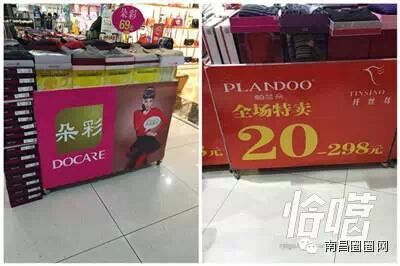 朵彩
69元
朵彩
DOCARE
PLANDOO
帕兰朵
TINSINO
纤丝鸟
全场特卖
20-298元
恰噶
南昌圈圈网